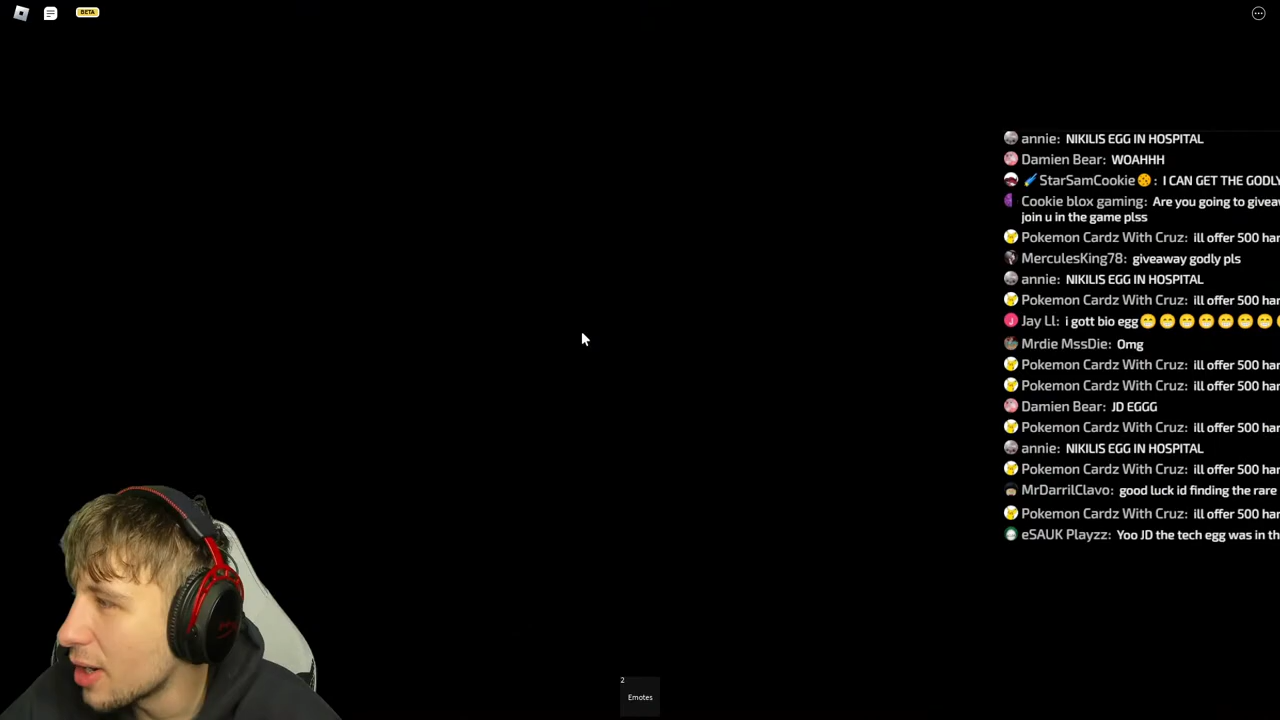 BETA
annie: NIKILIS EGG IN HOSPITAL
Damien Bear: WOAHHH
StarSamCookie: I CAN GET THE GODLY
Cookie blox gaming: Are you going to giveaw
join u in the game plss
Pokemon Cardz With Cruz: ill offer 500 har
MerculesKing78: giveaway godly pls
annie: NIKILIS EGG IN HOSPITAL
Pokemon Cardz With Cruz: ill offer 500 har
J Jay Ll: i gott bio egg
Mrdie MssDie: Omg
Pokemon Cardz With Cruz: ill offer 500 har
Pokemon Cardz With Cruz: ill offer 500 har
Damien Bear: JD EGGG
Pokemon Cardz With Cruz: ill offer 500 har
annie: NIKILIS EGG IN HOSPITAL
Pokemon Cardz With Cruz: ill offer 500 har
MrDarrilClavo: good luck id finding the rare
Pokemon Cardz With Cruz: ill offer 500 har
eSAUK Playzz: Yoo JD the tech egg was in th
2
Emotes